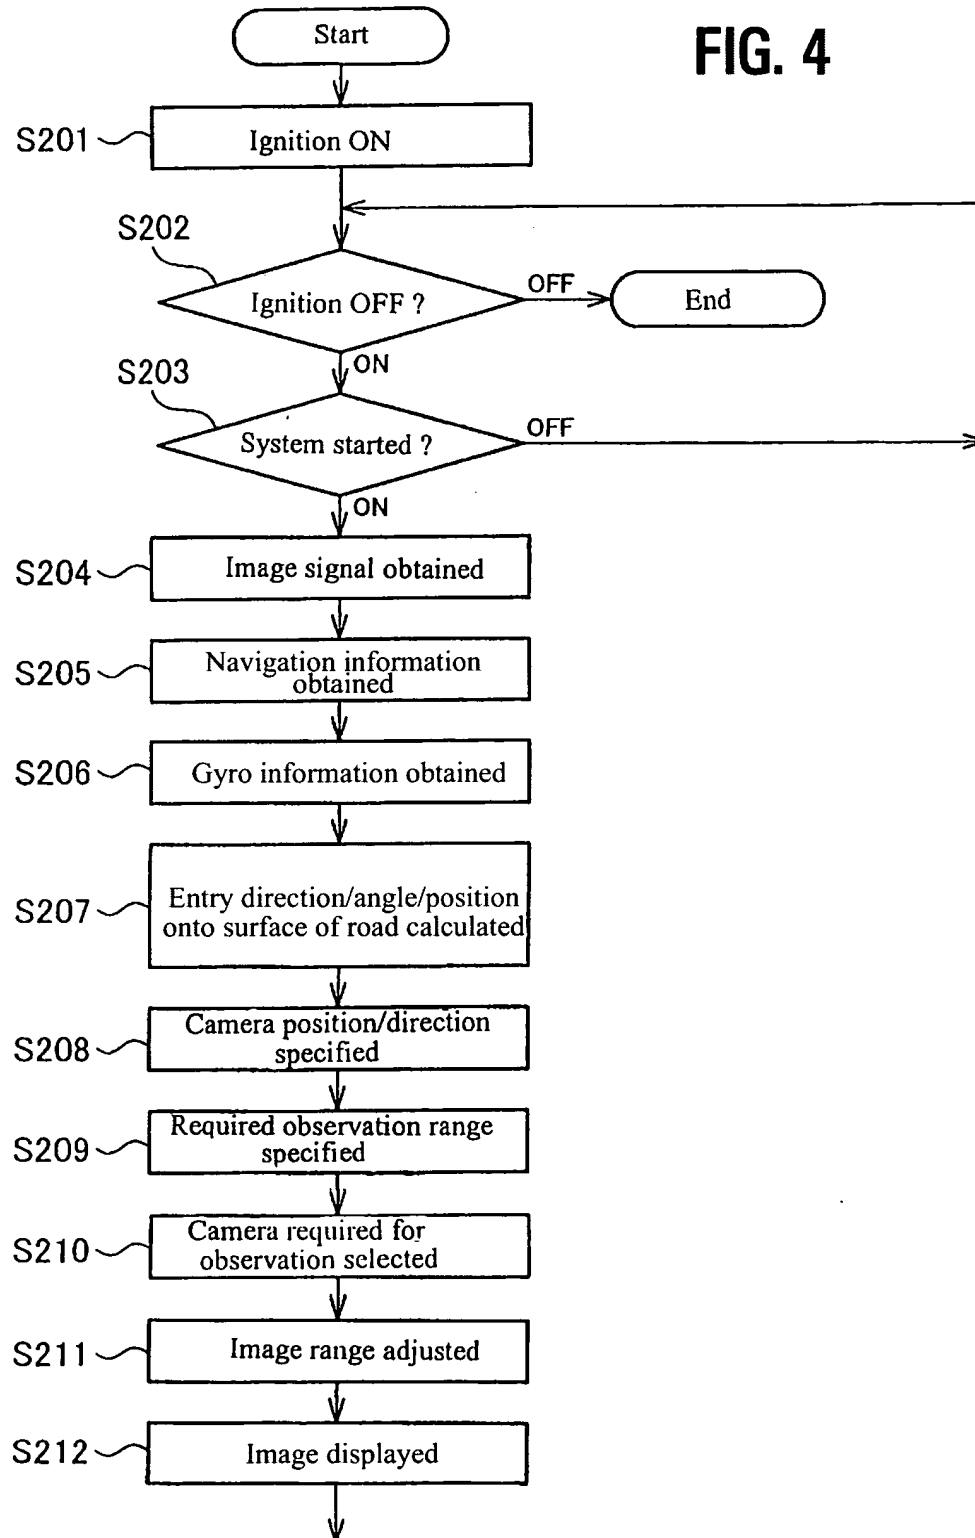 Start
FIG. 4
S201
Ignition ON
S202
Ignition OFF ?
OFF
End
ON
S203
System started ?
OFF
ON
S204
Image signal obtained
S205
Navigation information
obtained
S206
Gyro information obtained
S207
Entry direction/angle/position
onto surface of road calculated
S208
Camera position/direction
specified
S209
Required observation range
specified
S210
Camera required for
observation selected
S211
Image range adjusted
S212
Image displayed